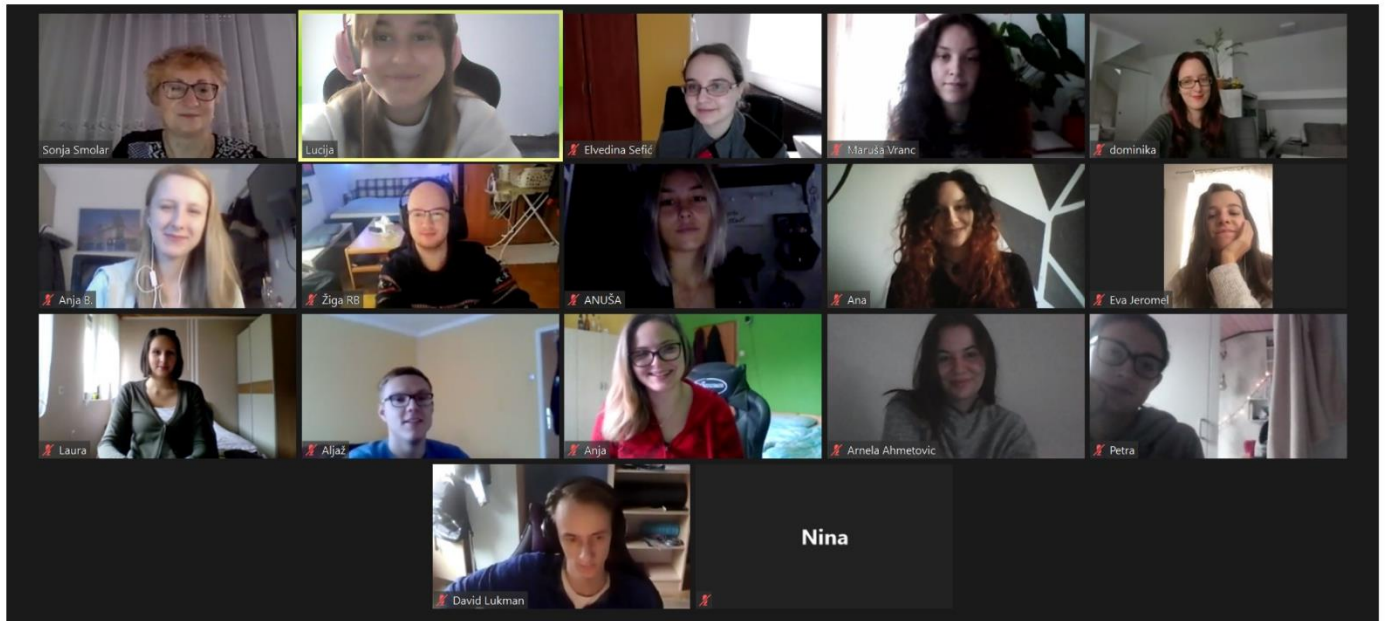 Sonja Smolar
Lucija
Elvedina Sefić
Maruša Vranc
dominika
Anja B.
Žiga RB
ANUŠA
Ana
Eva Jeromel
Laura
Aljaž
Anja
Arnela Ahmetovic
Petra
David Lukman
Nina